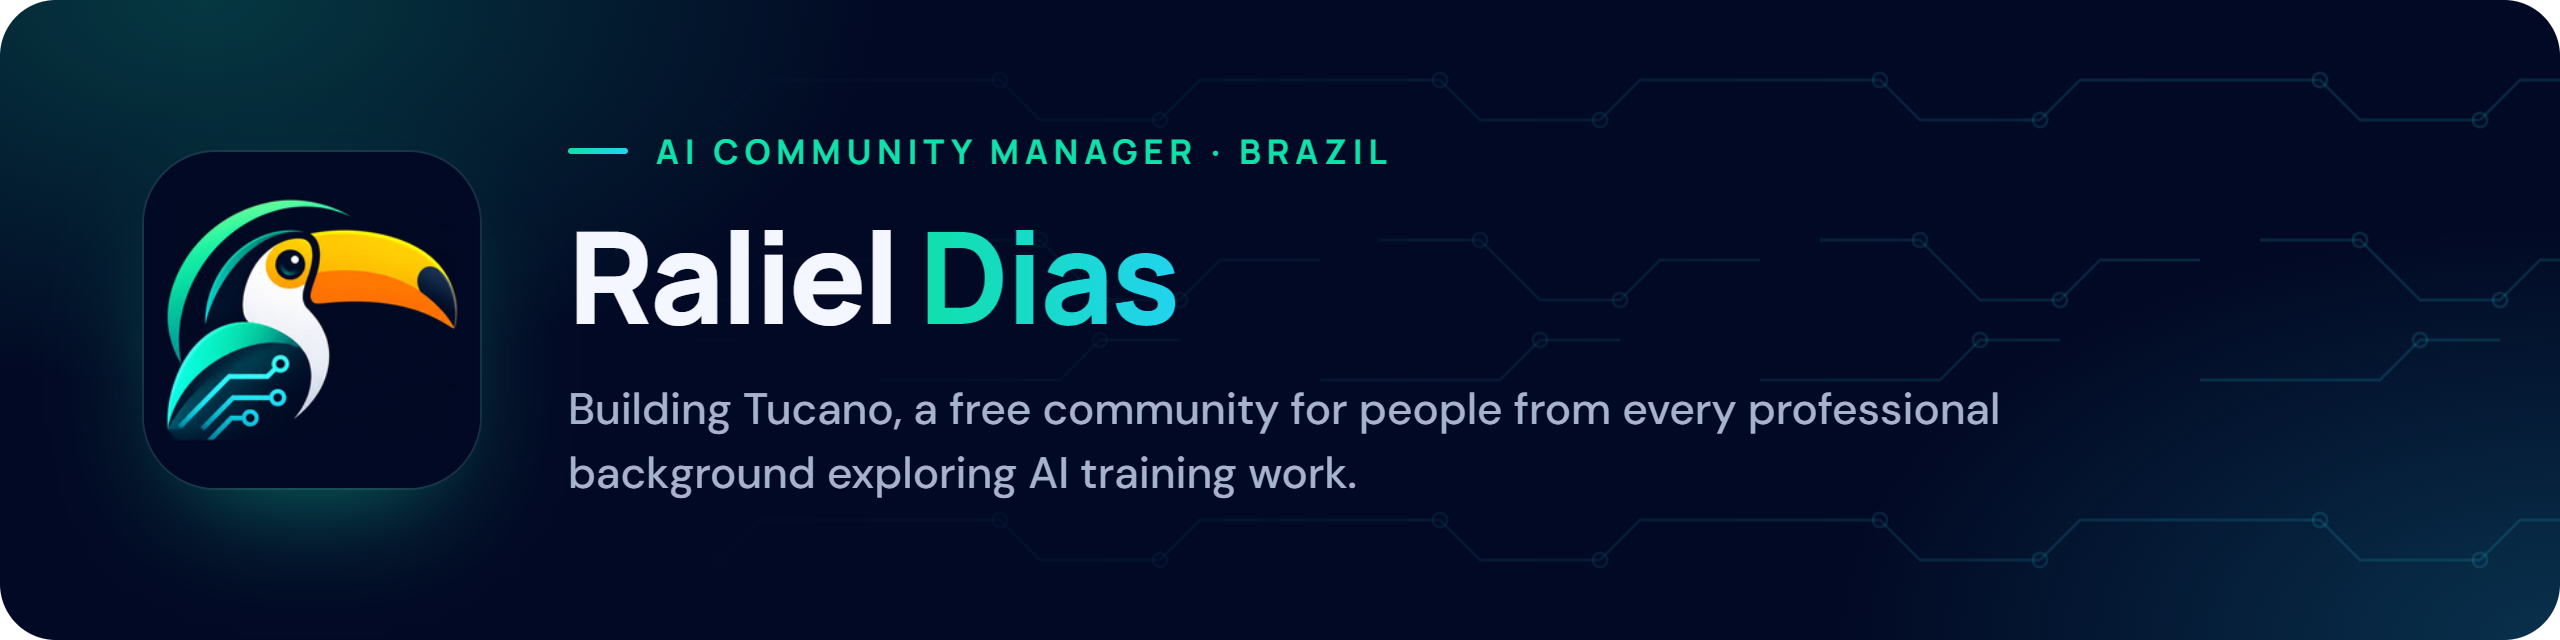 AI COMMUNITY MANAGER · BRAZIL
Raliel Dias
Building Tucano, a free community for people from every professional
background exploring AI training work.